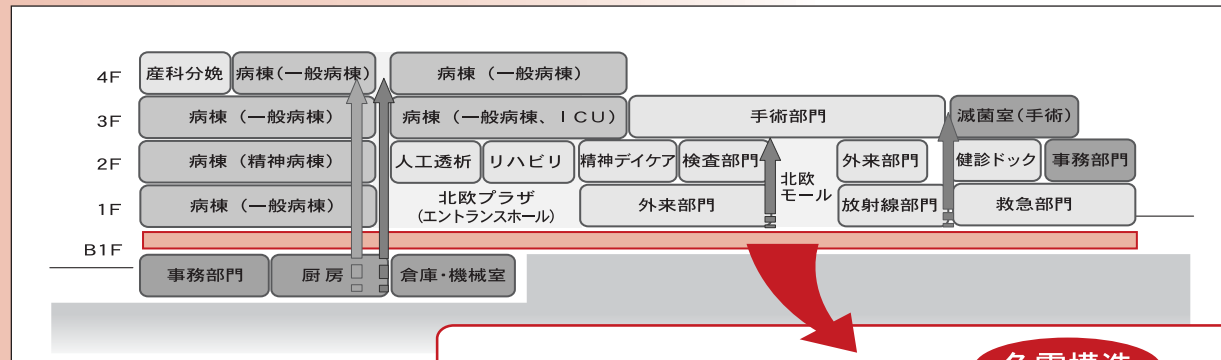 4F
産科分娩
病棟(一般病棟)
病棟（一般病棟）
3F
病棟（一般病棟）
病棟（一般病棟、ICU）
手術部門
滅菌室(手術)
2F
病棟（精神病棟）
人工透析
リハビリ
精神デイケア
検査部門
外来部門
健診ドック
事務部門
1F
病棟（一般病棟）
北欧プラザ
(エントランスホール)
外来部門
北欧
モール
放射線部門
救急部門
B1F
事務部門
厨房
倉庫・機械室
免震構造